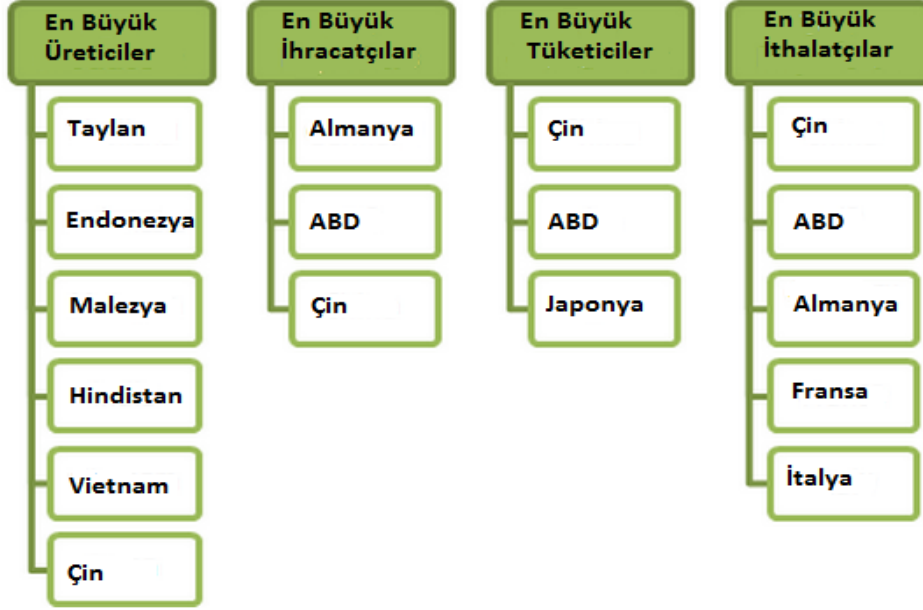 En Büyük
Üreticiler
Taylan
Endonezya
Malezya
Hindistan
Vietnam
Çin
En Büyük
İhracatçılar
Almanya
ABD
Çin
En Büyük
Tüketiciler
Çin
ABD
Japonya
En Büyük
İthalatçılar
Çin
ABD
Almanya
Fransa
İtalya